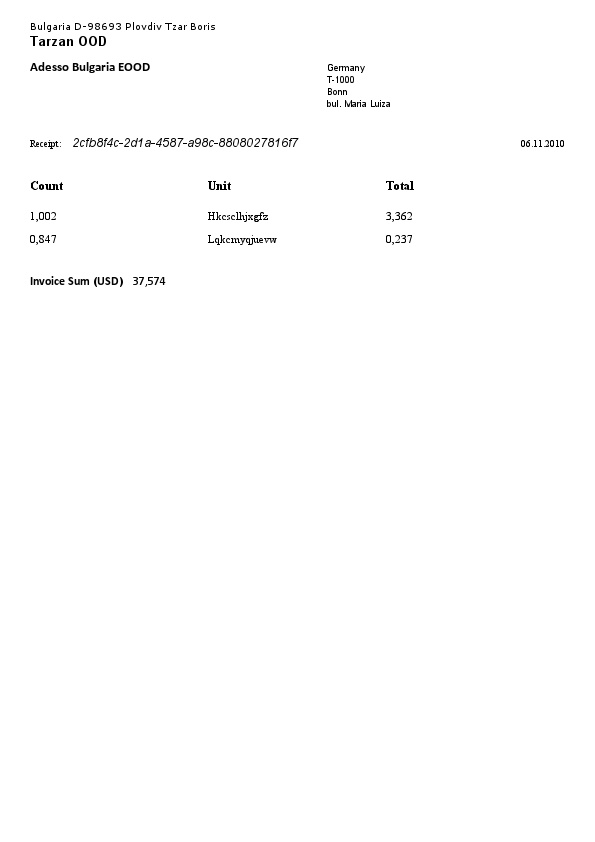 Bulgaria D-98693 Plovdiv Tzar Boris
Tarzan OOD
Adesso Bulgaria EOOD
Germany
T-1000
Bonn
bul. Maria Luiza
Receipt: 2cfb8f4c-2d1a-4587-a98c-8808027816f7 06.11.2010
Count Unit Total
1,002 Hkcsclhjxgfz 3,362
0,847 Lqkcmyqjuevw 0,237
Invoice Sum (USD) 37,574